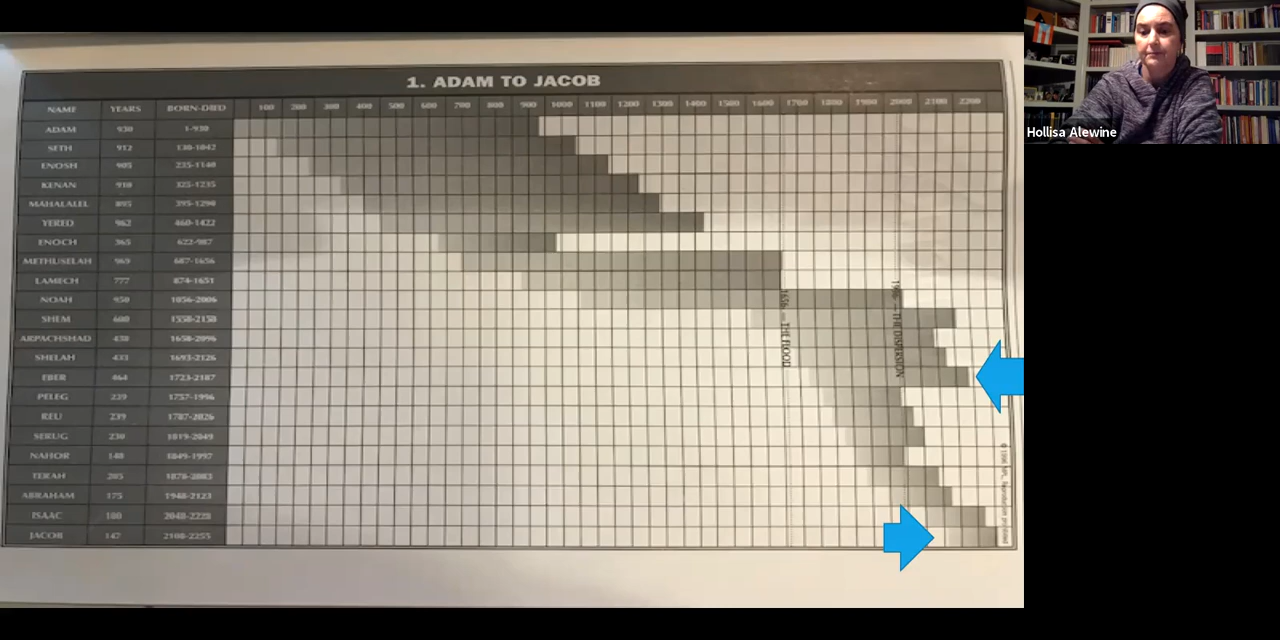 1. ADAM TO JACOB
NAME YEARS BORN-DIED 100 200 300 400 500 600 700 800 900 1000 1100 1200 1300 1400 1500 1600 1700 1800 1900 2000 2100 2200
ADAM 930 1-930
SETH 912 130-1042
ENOSH 905 235-1140
KENAN 910 325-1235
MAHALALEL 895 395-1290
YERED 962 460-1422
ENOCH 365 622-987
METHUSELAH 969 687-1656
LAMECH 777 874-1651
NOAH 950 1056-2006
SHEM 600 1558-2158
ARPACHSHAD 438 1658-2096
SHELAH 433 1693-2126
EBER 464 1723-2187
PELEG 239 1757-1996
REU 239 1787-2026
SERUG 230 1819-2049
NAHOR 148 1849-1997
TERAH 205 1878-2083
ABRAHAM 175 1948-2123
ISAAC 180 2048-2228
JACOB 147 2108-2255
1656 — THE FLOOD
1996 — THE DISPERSION
Hollisa Alewine